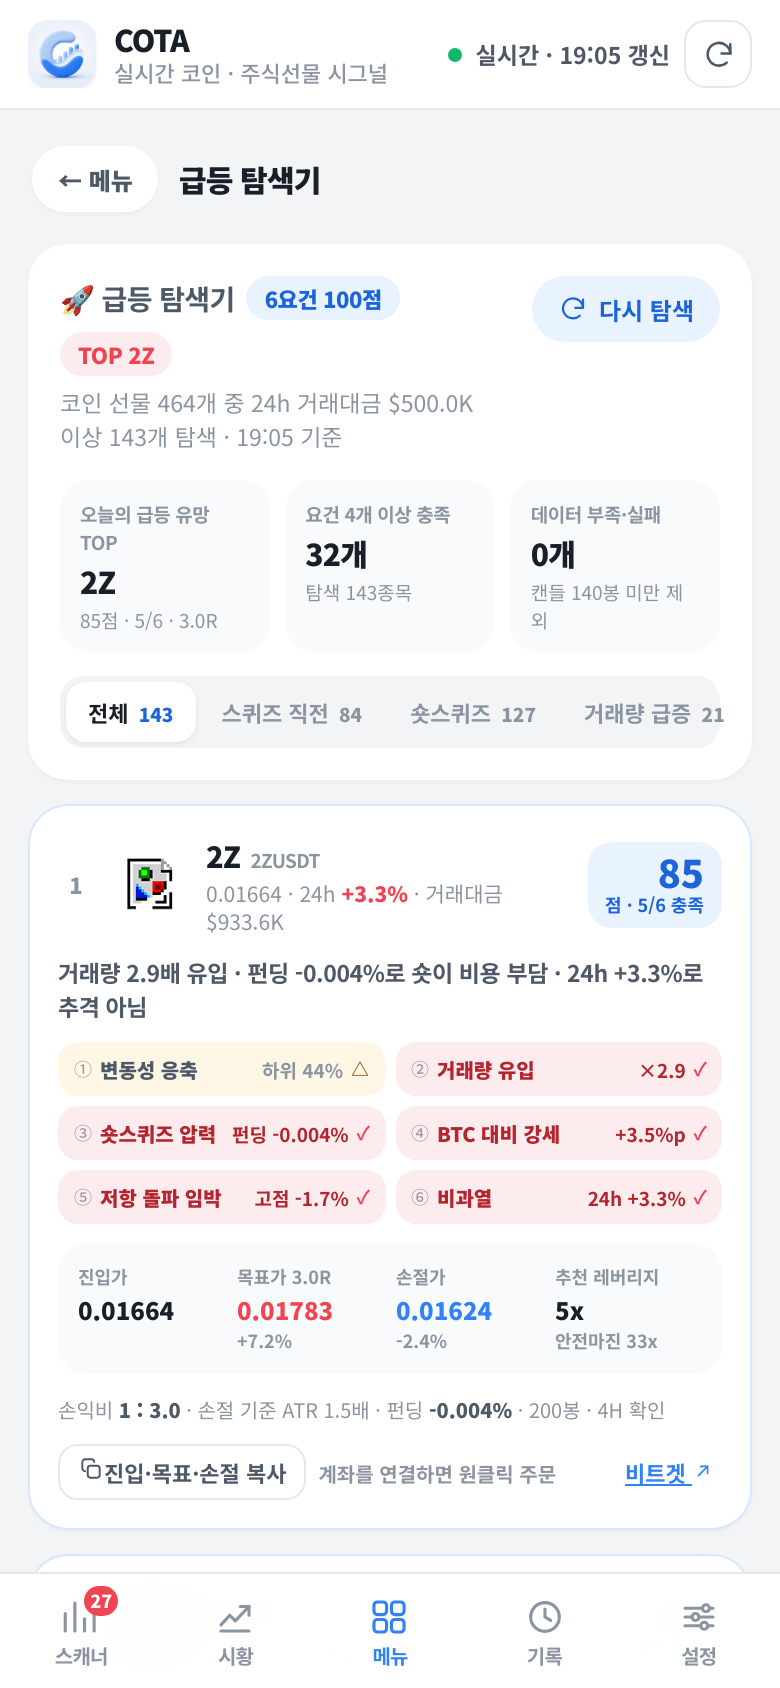 COTA
실시간 코인 · 주식선물 시그널
실시간 · 19:05 갱신
← 메뉴
급등 탐색기
🚀 급등 탐색기 6요건 100점
다시 탐색
TOP 2Z
코인 선물 464개 중 24h 거래대금 $500.0K
이상 143개 탐색 · 19:05 기준
오늘의 급등 유망
TOP
2Z
85점 · 5/6 · 3.0R
요건 4개 이상 충족
32개
탐색 143종목
데이터 부족·실패
0개
캔들 140봉 미만 제
외
전체 143 스퀴즈 직전 84 숏스퀴즈 127 거래량 급증 21
1
2Z 2ZUSDT
0.01664 · 24h +3.3% · 거래대금
$933.6K
85
점 · 5/6 충족
거래량 2.9배 유입 · 펀딩 -0.004%로 숏이 비용 부담 · 24h +3.3%로
추격 아님
① 변동성 응축 하위 44% △
② 거래량 유입 ×2.9 ✓
③ 숏스퀴즈 압력 펀딩 -0.004% ✓
④ BTC 대비 강세 +3.5%p ✓
⑤ 저항 돌파 임박 고점 -1.7% ✓
⑥ 비과열 24h +3.3% ✓
진입가
0.01664
목표가 3.0R
0.01783
+7.2%
손절가
0.01624
-2.4%
추천 레버리지
5x
안전마진 33x
손익비 1 : 3.0 · 손절 기준 ATR 1.5배 · 펀딩 -0.004% · 200봉 · 4H 확인
진입·목표·손절 복사
계좌를 연결하면 원클릭 주문
비트겟 ↗
27
스캐너
시황
메뉴
기록
설정